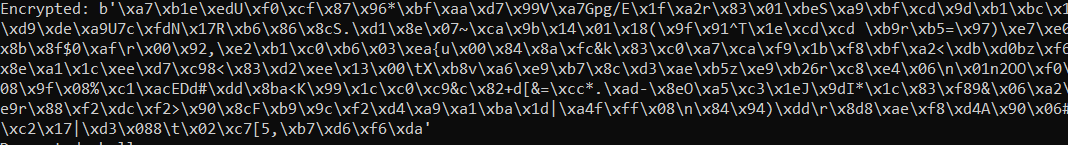 Encrypted: b'\xa7\xb1e\xedU\xf0\xcf\x87\x96*\xbf\xaa\xd7\x99V\xa7Gpg/E\x1f\xa2r\x83\x01\xbeS\xa9\xbf\xcd\x9d\xb1\xbc\x1
\xd9\xde\xa9U7c\xfdN\x17R\xb6\x86\x8cS.\xd1\x8e\x07~\xca\x9b\x14\x01\x18(\x9f\x91^T\x1e\xcd\xcd \xb9r\xb5=\x97)\xe7\xe0
x8b\x8f$0\xaf\r\x00\x92,\xe2\xb1\xc0\xb6\x03\xea{u\x00\x84\x8a\xfc&k\x83\xc0\xa7\xca\xf9\x1b\xf8\xbf\xa2<\xdb\xd0bz\xf6
x8e\xa1\x1c\xee\xd7\xc98<\x83\xd2\xee\x13\x00\tX\xb8v\xa6\xe9\xb7\x8c\xd3\xae\xb5z\xe9\xb26r\xc8\xe4\x06\n\x01n2OO\xf0\
08\x9f\x08%\xc1\xacEDd#\xdd\x8ba<K\x99\x1c\xc0\xc9&c\x82+d[&=\xcc*.\xad-\x8eO\xa5\xc3\x1eJ\x9dI*\x1c\x83\xf89&\x06\xa2\
e9r\x88\xf2\xdc\xf2>\x90\x8cF\xb9\x9c\xf2\xd4\xa9\xa1\xba\x1d|\xa4f\xff\x08\n\x84\x94)\xdd\r\x8d8\xae\xf8\xd4A\x90\x06#
\xc2\x17|\xd3\x088\t\x02\xc7[5,\xb7\xd6\xf6\xda'